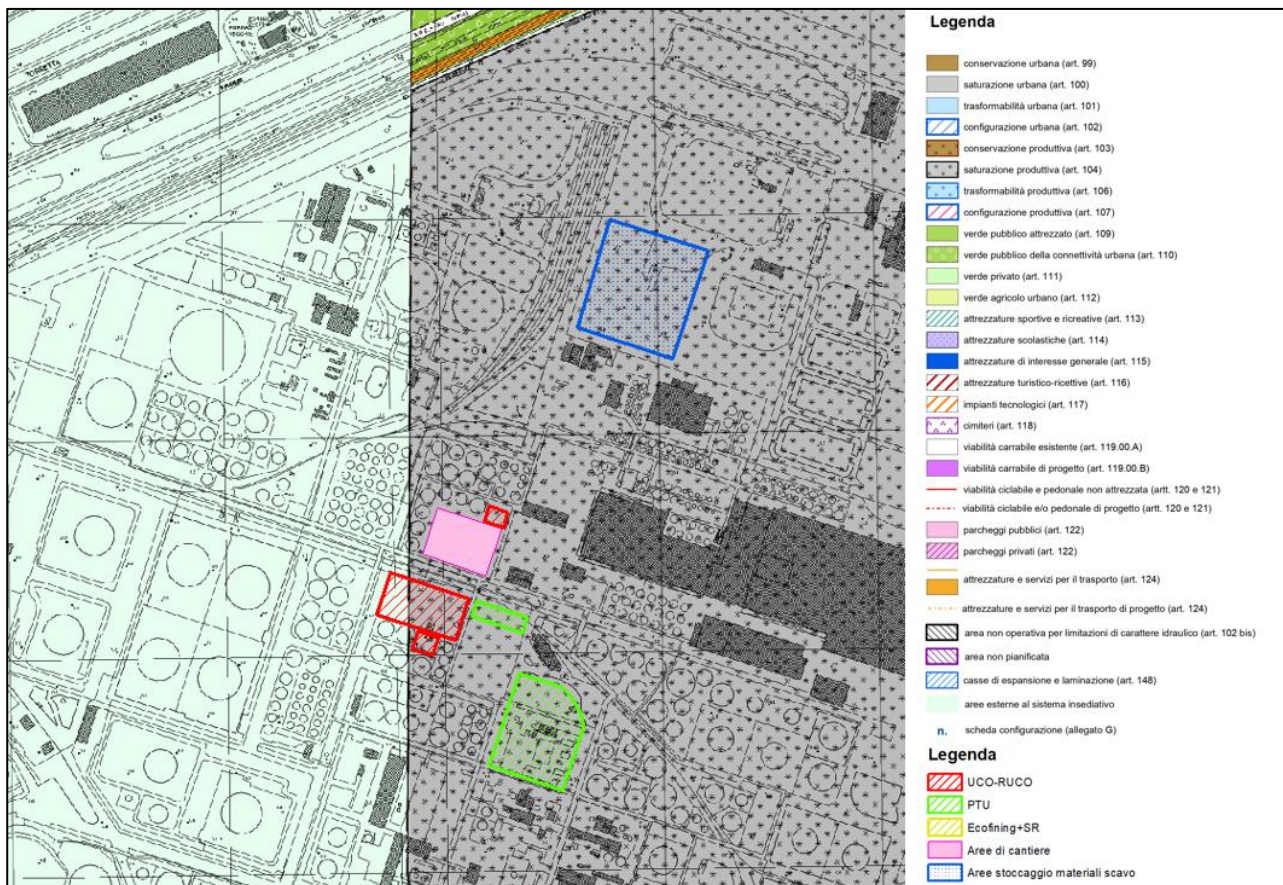 Legenda
conservazione urbana (art. 99)
saturazione urbana (art. 100)
trasformabilità urbana (art. 101)
configurazione urbana (art. 102)
conservazione produttiva (art. 103)
saturazione produttiva (art. 104)
trasformabilità produttiva (art. 106)
configurazione produttiva (art. 107)
verde pubblico attrezzato (art. 109)
verde pubblico della connettività urbana (art. 110)
verde privato (art. 111)
verde agricolo urbano (art. 112)
attrezzature sportive e ricreative (art. 113)
attrezzature scolastiche (art. 114)
attrezzature di interesse generale (art. 115)
attrezzature turistico-ricettive (art. 116)
impianti tecnologici (art. 117)
cimiteri (art. 118)
viabilità carrabile esistente (art. 119.00.A)
viabilità carrabile di progetto (art. 119.00.B)
viabilità ciclabile e pedonale non attrezzata (artt. 120 e 121)
viabilità ciclabile e/o pedonale di progetto (artt. 120 e 121)
parcheggi pubblici (art. 122)
parcheggi privati (art. 122)
attrezzature e servizi per il trasporto (art. 124)
attrezzature e servizi per il trasporto di progetto (art. 124)
area non operativa per limitazioni di carattere idraulico (art. 102 bis)
area non pianificata
casse di espansione e laminazione (art. 148)
aree esterne al sistema insediativo
n. scheda configurazione (allegato G)
Legenda
UCO-RUCO
PTU
Ecofining+SR
Aree di cantiere
Aree stoccaggio materiali scavo